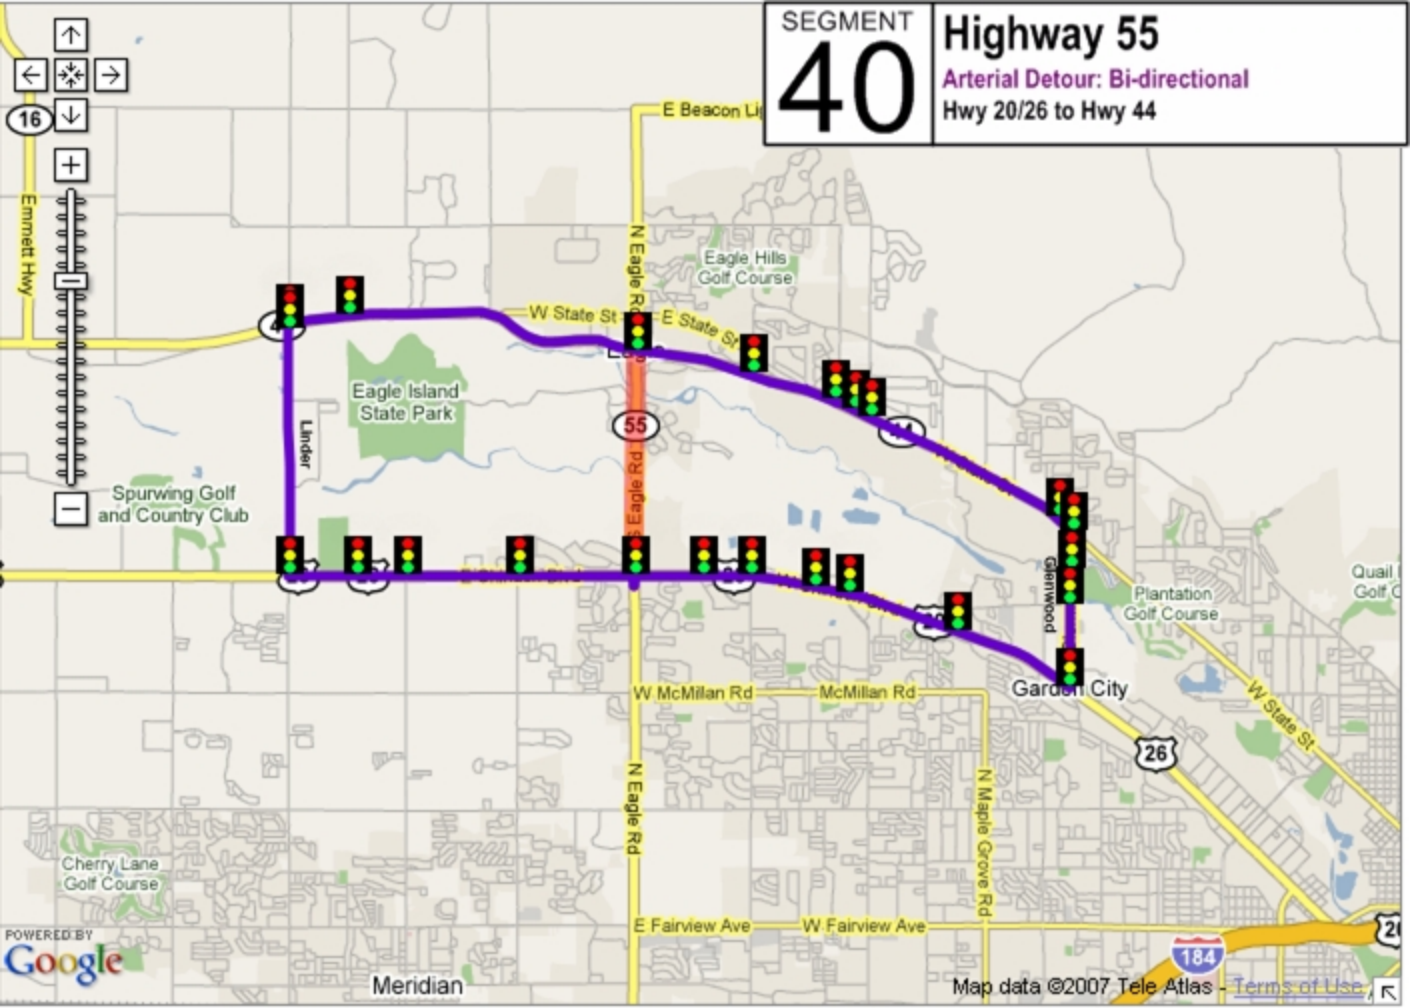 SEGMENT
40
Highway 55
Arterial Detour: Bi-directional
Hwy 20/26 to Hwy 44
16
E Beacon
Emmett Hwy
N Eagle Rd
Eagle Hills
Golf Course
W State St
E State St
Eagle Island
State Park
Linder
55
44
S Eagle Rd
Spurwing Golf
and Country Club
Glenwood
Plantation
Golf Course
Quail
Golf
Garden City
W McMillan Rd
McMillan Rd
W State St
26
N Eagle Rd
N Maple Grove Rd
Cherry Lane
Golf Course
E Fairview Ave
W Fairview Ave
POWERED BY
Google
184
Meridian
Map data ©2007 Tele Atlas - Terms of Use